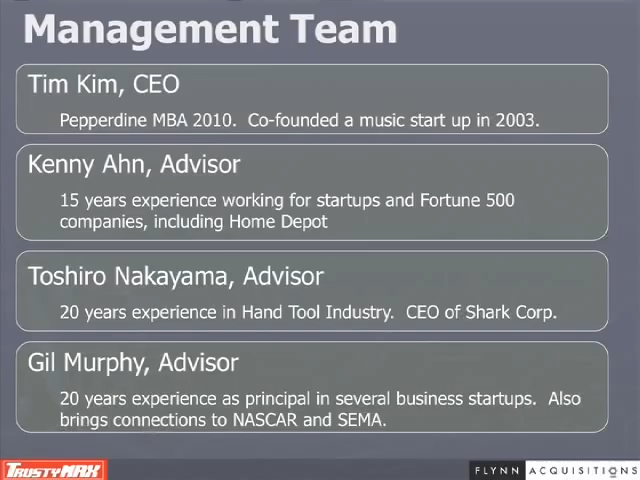 Management Team
Tim Kim, CEO
Pepperdine MBA 2010. Co-founded a music start up in 2003.
Kenny Ahn, Advisor
15 years experience working for startups and Fortune 500
companies, including Home Depot
Toshiro Nakayama, Advisor
20 years experience in Hand Tool Industry. CEO of Shark Corp.
Gil Murphy, Advisor
20 years experience as principal in several business startups. Also
brings connections to NASCAR and SEMA.
TRUSTYMAX
FLYNN ACQUISITIONS